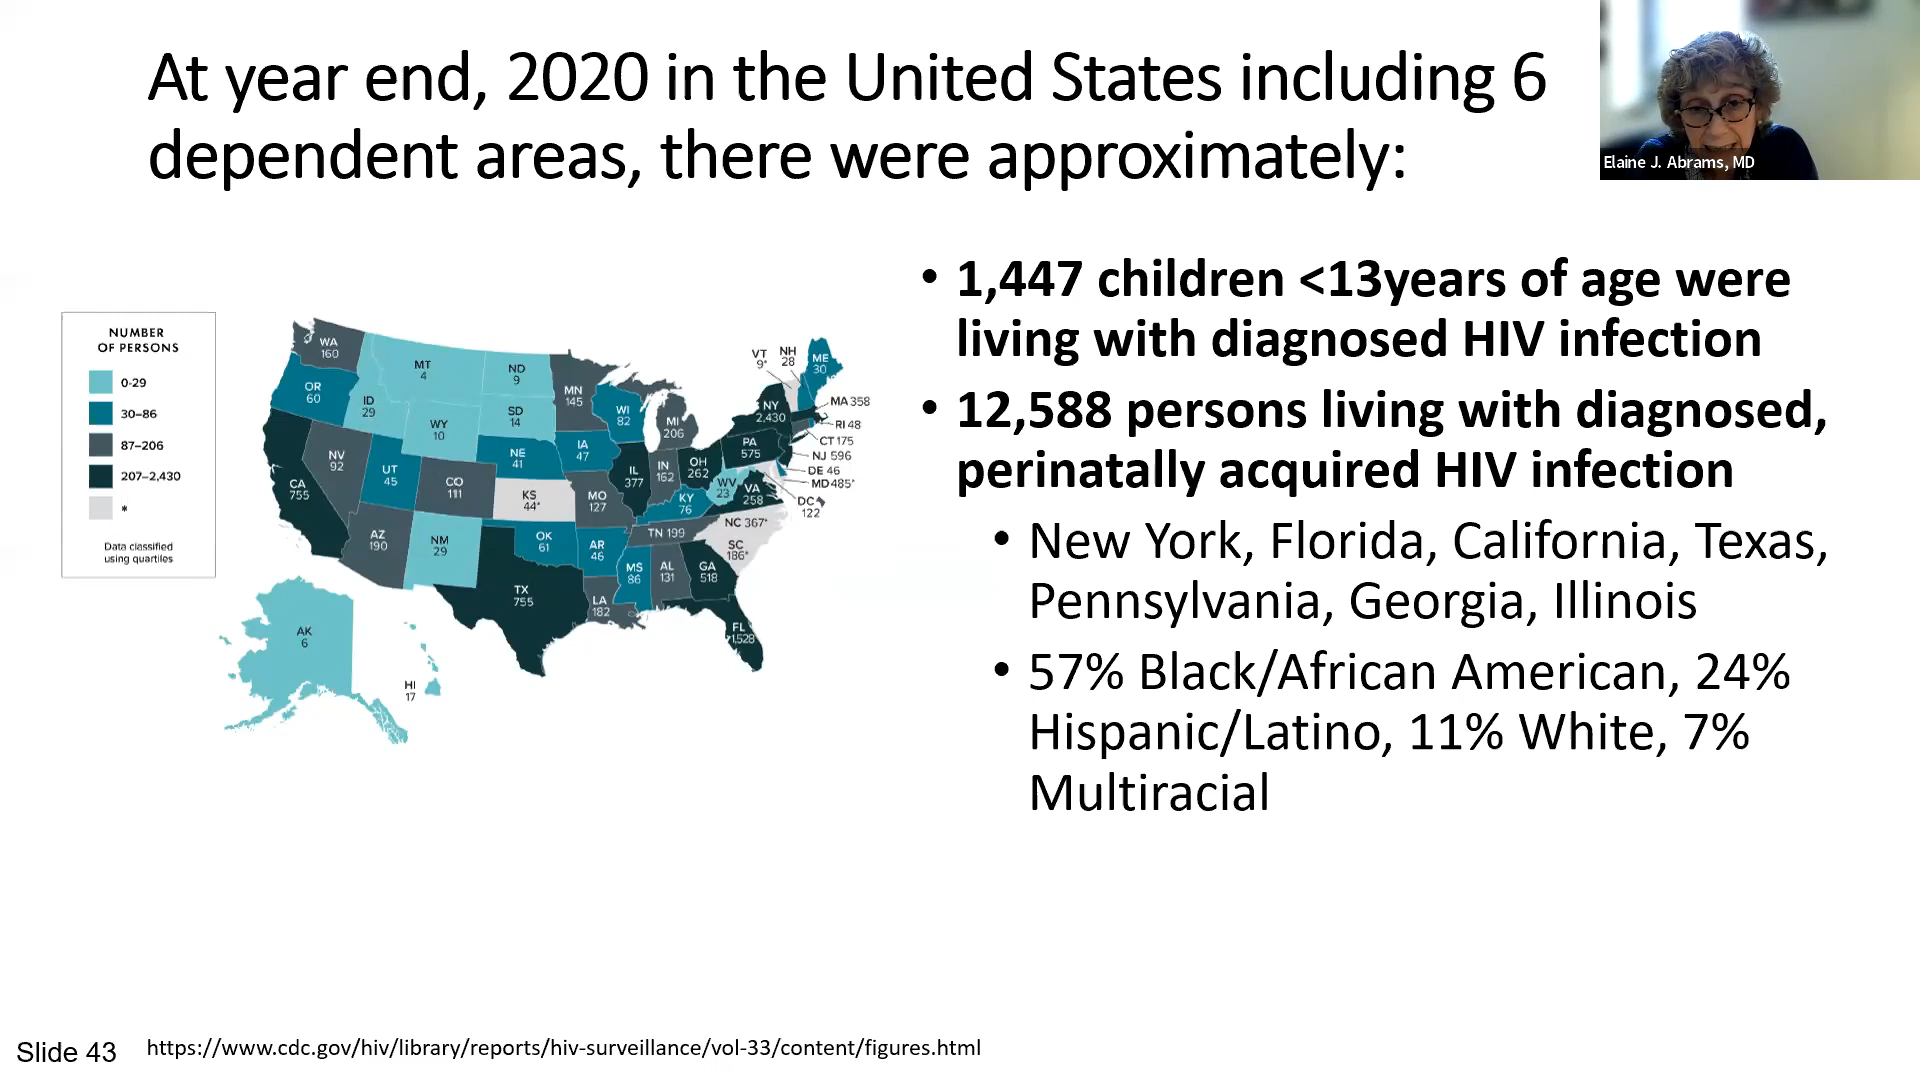 At year end, 2020 in the United States including 6
dependent areas, there were approximately:
Elaine J. Abrams, MD
• 1,447 children <13years of age were
living with diagnosed HIV infection
• 12,588 persons living with diagnosed,
perinatally acquired HIV infection
• New York, Florida, California, Texas,
Pennsylvania, Georgia, Illinois
• 57% Black/African American, 24%
Hispanic/Latino, 11% White, 7%
Multiracial
NUMBER
OF PERSONS
0-29
30–86
87–206
207–2,430
*
Data classified
using quartiles
WA
160
OR
60
MT
4
ID
29
ND
9
SD
14
WY
10
MN
145
WI
82
MI
206
VT
9*
NH
28
ME
30
NY
2,430
MA 358
RI 48
CT 175
NJ 596
DE 46
MD 485*
DC
122
PA
575
NV
92
UT
45
CO
111
NE
41
IA
47
IL
377
IN
162
OH
262
WV
23
VA
258
CA
755
KS
44*
MO
127
KY
76
NC 367*
TN 199
SC
186*
AZ
190
NM
29
OK
61
AR
46
MS
86
AL
131
GA
518
TX
755
LA
182
FL
1,528
AK
6
HI
17
Slide 43
https://www.cdc.gov/hiv/library/reports/hiv-surveillance/vol-33/content/figures.html